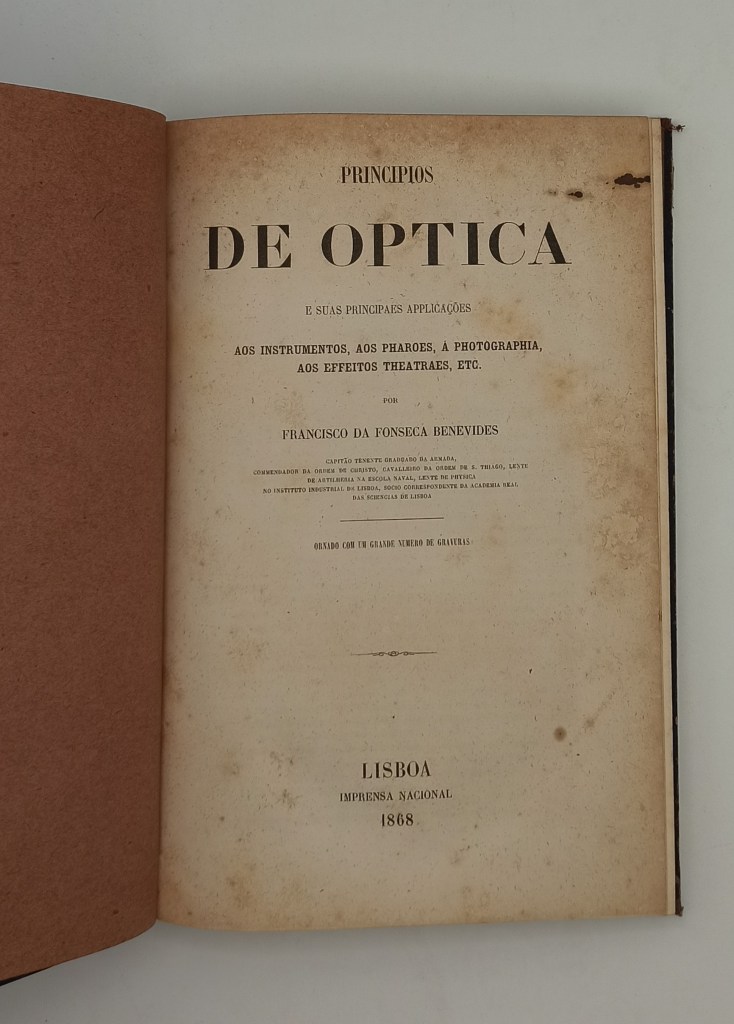 PRINCIPIOS
DE OPTICA
E SUAS PRINCIPAES APPLICAÇÕES
AOS INSTRUMENTOS, AOS PHAROES, Á PHOTOGRAPHIA,
AOS EFFEITOS THEATRAES, ETC.
POR
FRANCISCO DA FONSECA BENEVIDES
CAPITÃO TENENTE GRADUADO DA ARMADA,
COMMENDADOR DA ORDEM DE CHRISTO, CAVALLEIRO DA ORDEM DE S. THIAGO, LENTE
DE ARTILHERIA NA ESCOLA NAVAL, LENTE DE PHYSICA
NO INSTITUTO INDUSTRIAL DE LISBOA, SOCIO CORRESPONDENTE DA ACADEMIA REAL
DAS SCIENCIAS DE LISBOA
ORNADO COM UM GRANDE NUMERO DE GRAVURAS
LISBOA
IMPRENSA NACIONAL
1868